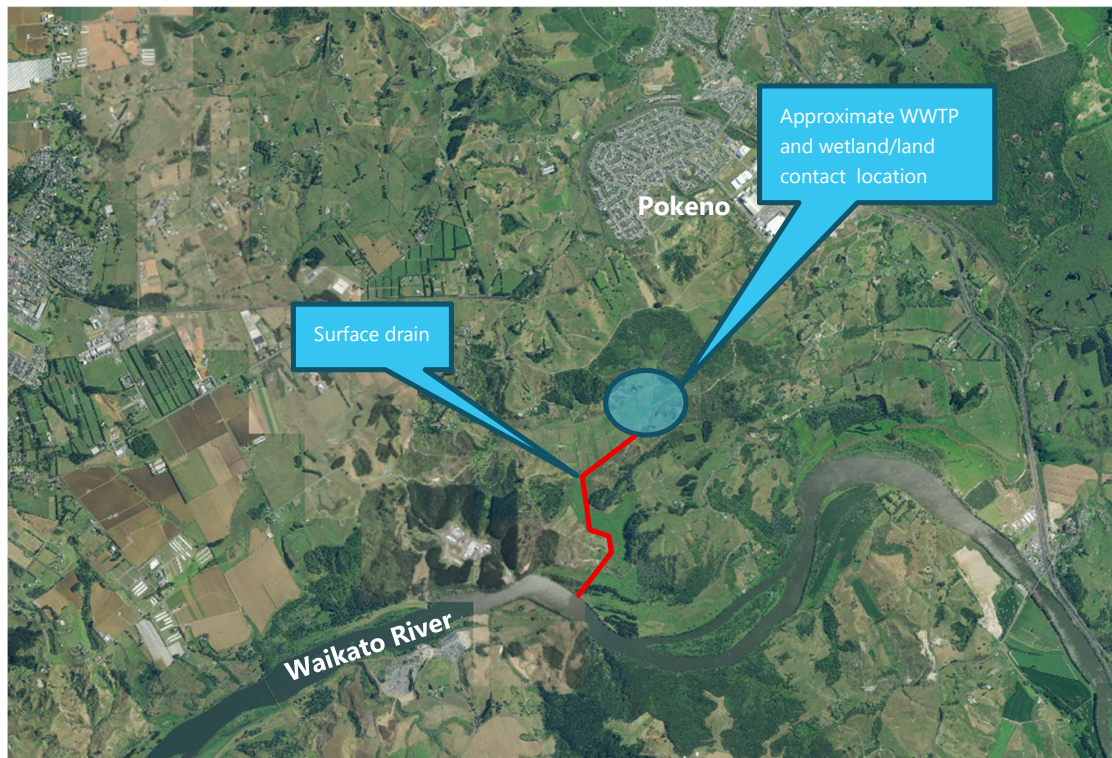 Approximate WWTP
and wetland/land
contact location
Pokeno
Surface drain
Waikato River